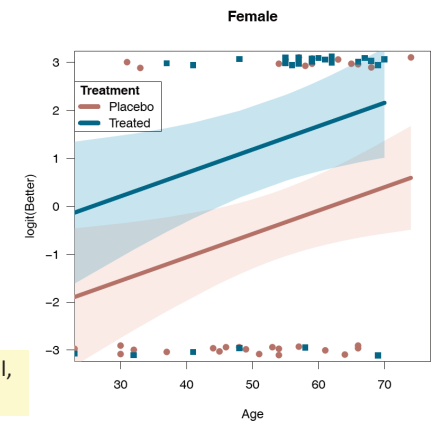 Female
3
2
1
0
−1
−2
−3
logit(Better)
Treatment
Placebo
Treated
l,
30
40
50
60
70
Age